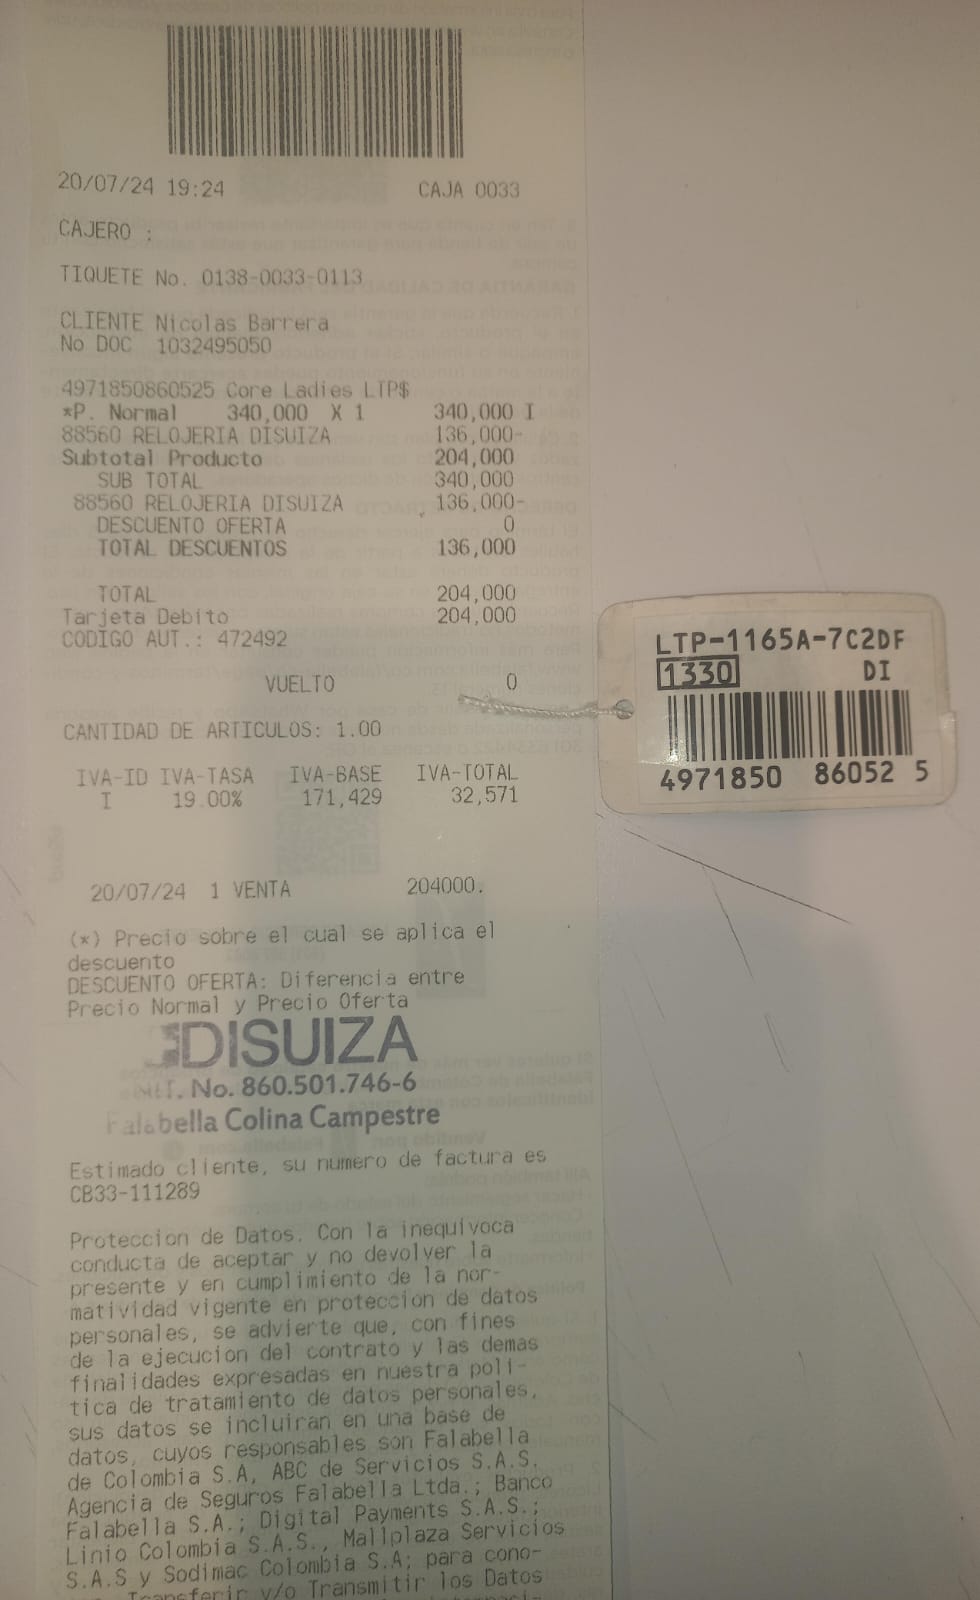 20/07/24 19:24 CAJA 0033
CAJERO :
TIQUETE No. 0138-0033-0113
CLIENTE Nicolas Barrera
No DOC 1032495050
4971850860525 Core Ladies LTP$
*P. Normal 340,000 X 1 340,000 I
88560 RELOJERIA DISUIZA 136,000-
Subtotal Producto 204,000
SUB TOTAL 340,000
88560 RELOJERIA DISUIZA 136,000-
DESCUENTO OFERTA 0
TOTAL DESCUENTOS 136,000
TOTAL 204,000
Tarjeta Debito 204,000
CODIGO AUT.: 472492
VUELTO 0
CANTIDAD DE ARTICULOS: 1.00
IVA-ID IVA-TASA IVA-BASE IVA-TOTAL
I 19.00% 171,429 32,571
20/07/24 1 VENTA 204000.
(*) Precio sobre el cual se aplica el
descuento
DESCUENTO OFERTA: Diferencia entre
Precio Normal y Precio Oferta
DISUIZA
NIT. No. 860.501.746-6
Falabella Colina Campestre
Estimado cliente, su numero de factura es
CB33-111289
Proteccion de Datos. Con la inequivoca
conducta de aceptar y no devolver la
presente y en cumplimiento de la nor-
matividad vigente en proteccion de datos
personales, se advierte que, con fines
de la ejecucion del contrato y las demas
finalidades expresadas en nuestra poli-
tica de tratamiento de datos personales,
sus datos se incluiran en una base de
datos, cuyos responsables son Falabella
de Colombia S.A, ABC de Servicios S.A.S,
Agencia de Seguros Falabella Ltda.; Banco
Falabella S.A.; Digital Payments S.A.S.;
Linio Colombia S.A.S., Mallplaza Servicios
S.A.S y Sodimac Colombia S.A; para cono-
Transferir y/o Transmitir los Datos
LTP-1165A-7C2DF
1330 DI
4971850 86052 5